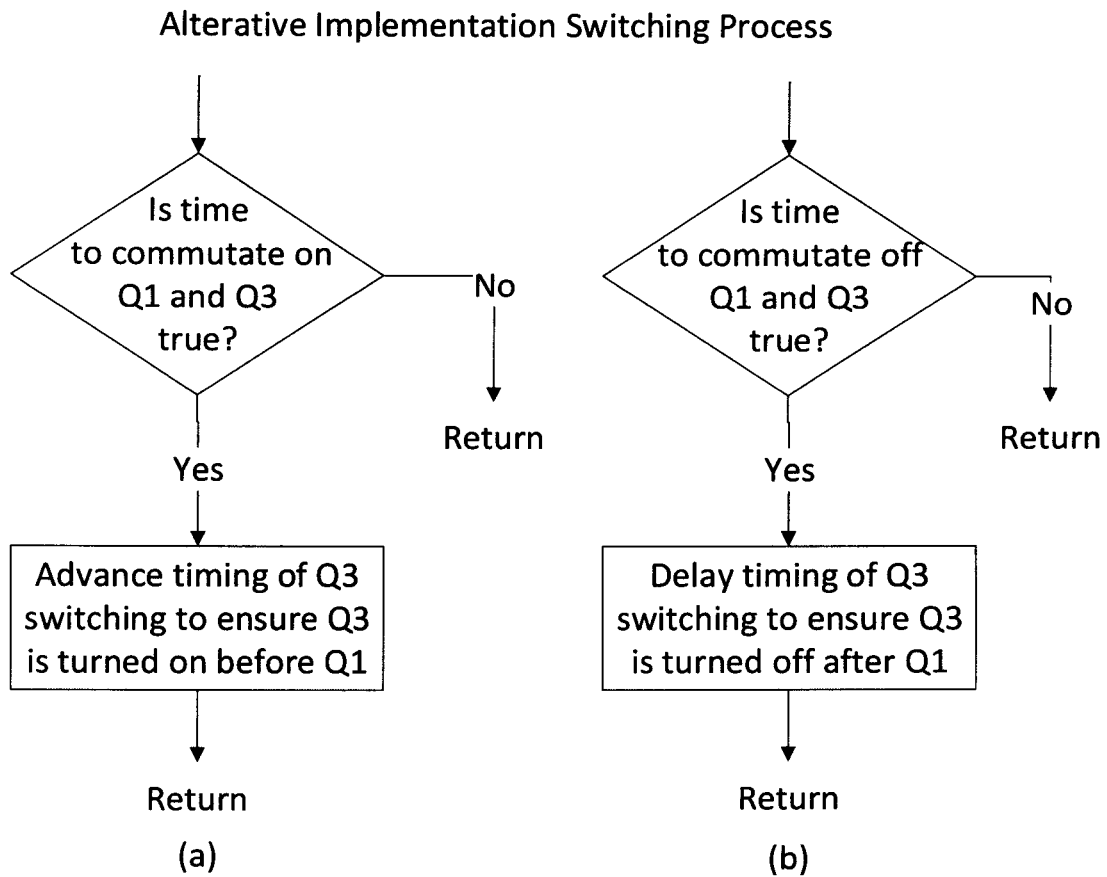 Alterative Implementation Switching Process
Is time
to commutate on
Q1 and Q3
true?
No
Return
Yes
Advance timing of Q3
switching to ensure Q3
is turned on before Q1
Return
(a)
Is time
to commutate off
Q1 and Q3
true?
No
Return
Yes
Delay timing of Q3
switching to ensure Q3
is turned off after Q1
Return
(b)